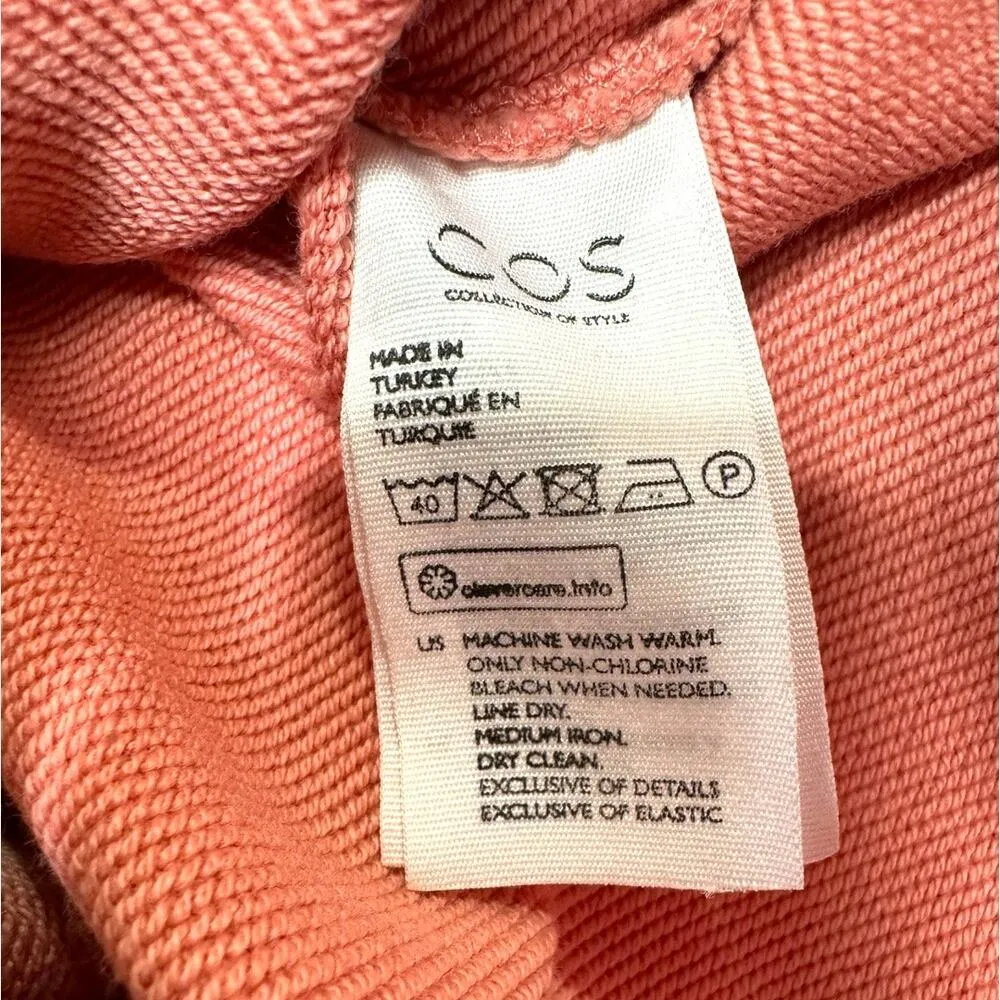 COS
COLLECTION OF STYLE
MADE IN
TURKEY
FABRIQUÉ EN
TURQUIE
40
P
clevercare.info
US MACHINE WASH WARM.
ONLY NON-CHLORINE
BLEACH WHEN NEEDED.
LINE DRY.
MEDIUM IRON.
DRY CLEAN.
EXCLUSIVE OF DETAILS
EXCLUSIVE OF ELASTIC